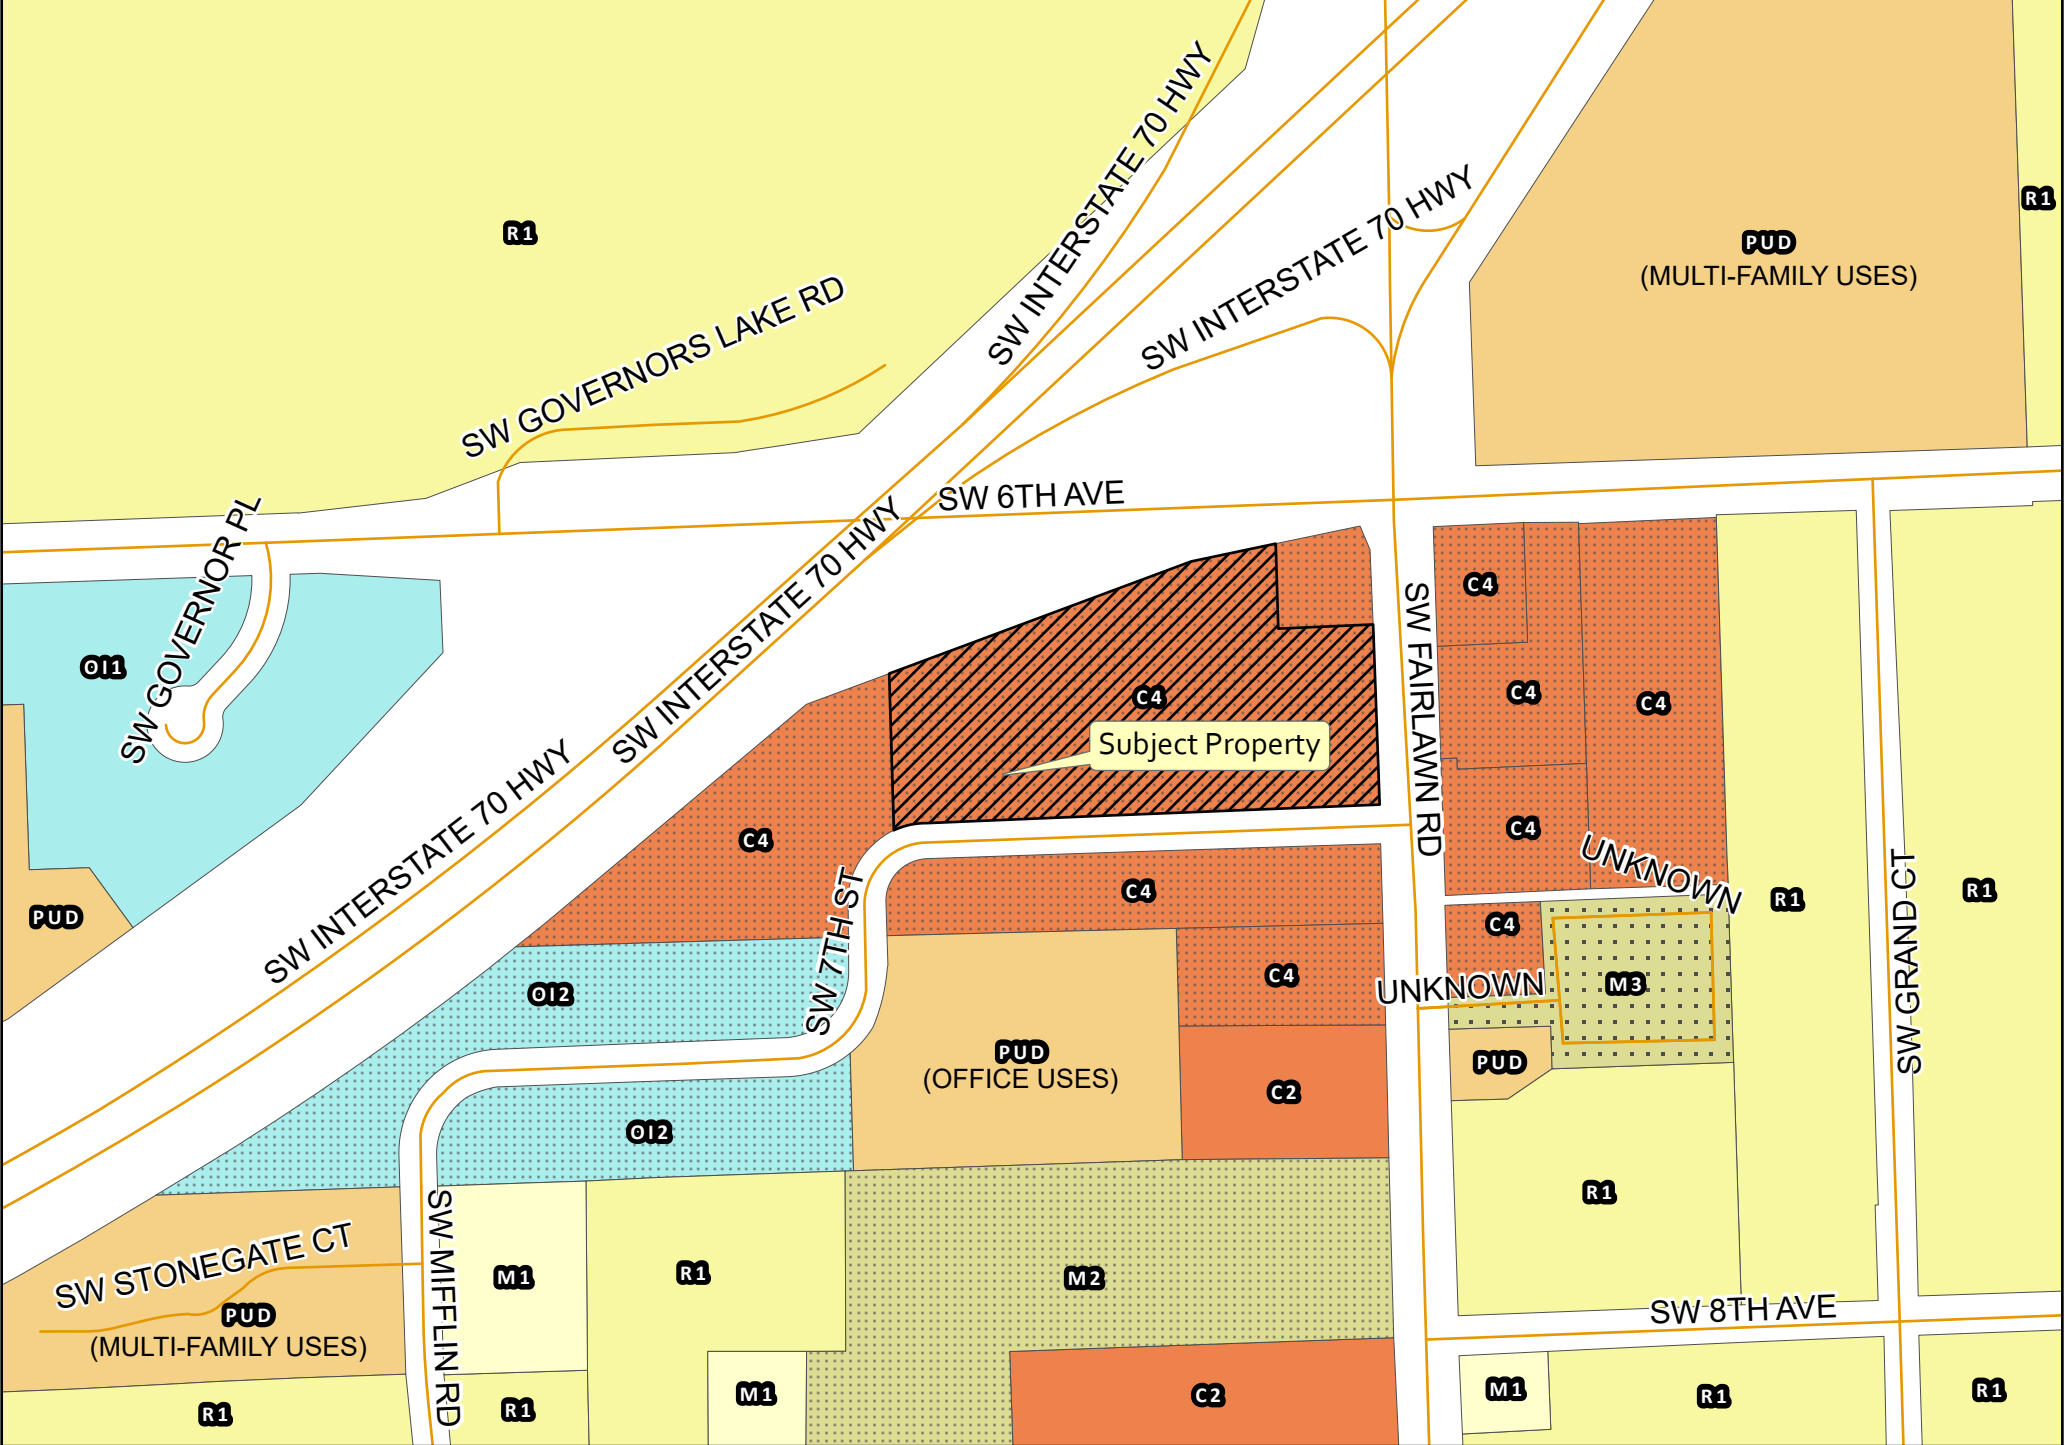 SW INTERSTATE 70 HWY
R1
SW INTERSTATE 70 HWY
R1
PUD
(MULTI-FAMILY USES)
SW GOVERNORS LAKE RD
SW 6TH AVE
SW GOVERNOR PL
SW INTERSTATE 70 HWY
C4
SW FAIRLAWN RD
OI1
C4
C4
C4
Subject Property
SW INTERSTATE 70 HWY
C4
C4
UNKNOWN
C4
R1
R1
PUD
C4
SW 7TH ST
SW GRAND CT
OI2
C4
UNKNOWN
M3
PUD
(OFFICE USES)
PUD
C2
OI2
R1
SW STONEGATE CT
SW MIFFLIN RD
M1
R1
M2
PUD
(MULTI-FAMILY USES)
SW 8TH AVE
R1
R1
M1
C2
M1
R1
R1